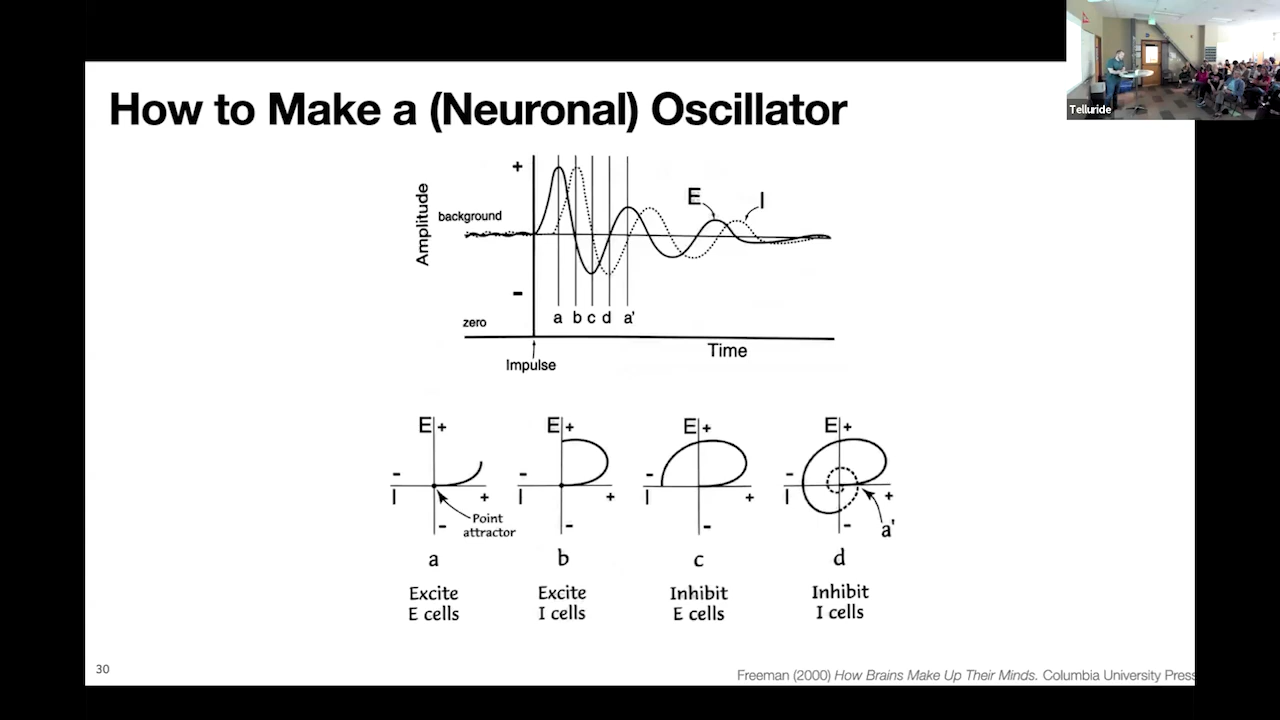 Telluride
How to Make a (Neuronal) Oscillator
+
Amplitude
background
E
I
-
a b c d a'
zero
Time
Impulse
E + E + E + E +
- - - -
I + I + I + I +
Point
attractor
- - - -
a'
a b c d
Excite Excite Inhibit Inhibit
E cells I cells E cells I cells
30
Freeman (2000) How Brains Make Up Their Minds. Columbia University Press